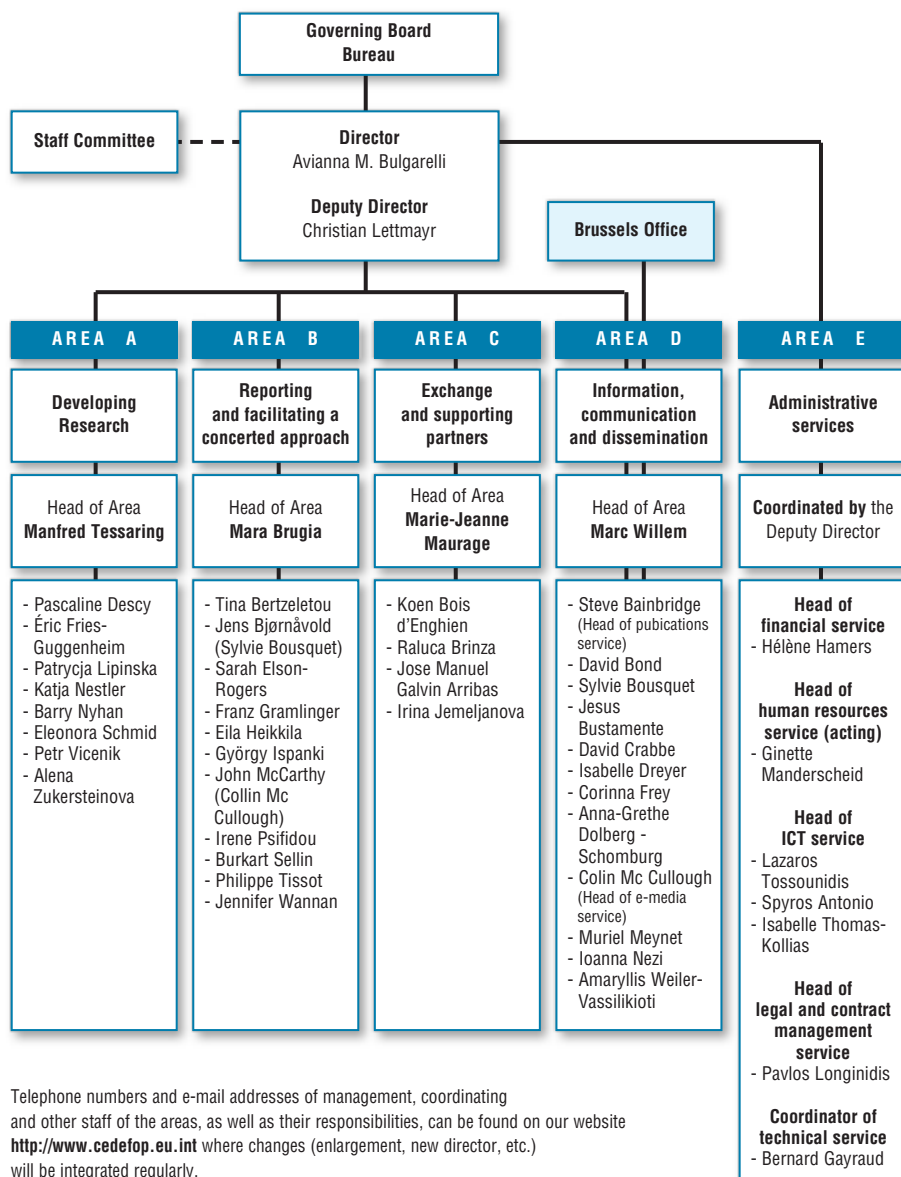 Governing Board
Bureau
Staff Committee
Director
Avianna M. Bulgarelli
Deputy Director
Christian Lettmayr
Brussels Office
AREA A
Developing
Research
Head of Area
Manfred Tessaring
- Pascaline Descy
- Éric Fries-
Guggenheim
- Patrycja Lipinska
- Katja Nestler
- Barry Nyhan
- Eleonora Schmid
- Petr Vicenik
- Alena
Zukersteinova
AREA B
Reporting
and facilitating a
concerted approach
Head of Area
Mara Brugia
- Tina Bertzeletou
- Jens Bjørnåvold
(Sylvie Bousquet)
- Sarah Elson-
Rogers
- Franz Gramlinger
- Eila Heikkila
- György Ispanki
- John McCarthy
(Collin Mc
Cullough)
- Irene Psifidou
- Burkart Sellin
- Philippe Tissot
- Jennifer Wannan
AREA C
Exchange
and supporting
partners
Head of Area
Marie-Jeanne
Maurage
- Koen Bois
d'Enghien
- Raluca Brinza
- Jose Manuel
Galvin Arribas
- Irina Jemeljanova
AREA D
Information,
communication
and dissemination
Head of Area
Marc Willem
- Steve Bainbridge
(Head of pubications
service)
- David Bond
- Sylvie Bousquet
- Jesus
Bustamente
- David Crabbe
- Isabelle Dreyer
- Corinna Frey
- Anna-Grethe
Dolberg -
Schomburg
- Colin Mc Cullough
(Head of e-media
service)
- Muriel Meynet
- Ioanna Nezi
- Amaryllis Weiler-
Vassilikioti
AREA E
Administrative
services
Coordinated by the
Deputy Director
Head of
financial service
- Hélène Hamers
Head of
human resources
service (acting)
- Ginette
Manderscheid
Head of
ICT service
- Lazaros
Tossounidis
- Spyros Antonio
- Isabelle Thomas-
Kollias
Head of
legal and contract
management
service
- Pavlos Longinidis
Coordinator of
technical service
- Bernard Gayraud
Telephone numbers and e-mail addresses of management, coordinating
and other staff of the areas, as well as their responsibilities, can be found on our website
http://www.cedefop.eu.int where changes (enlargement, new director, etc.)
will be integrated regularly.